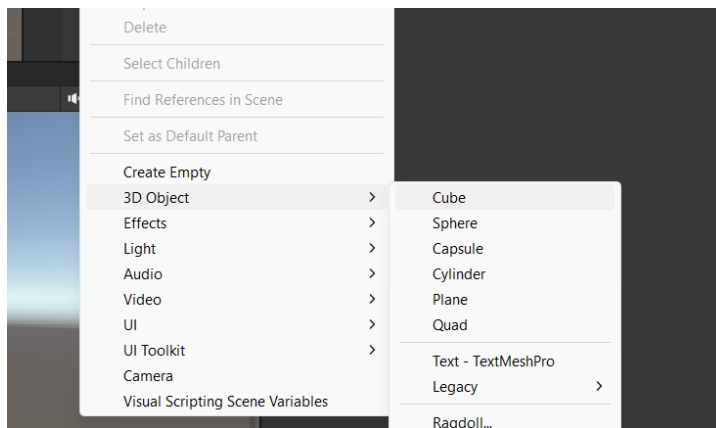 Delete
Select Children
Find References in Scene
Set as Default Parent
Create Empty
3D Object
Effects
Light
Audio
Video
UI
UI Toolkit
Camera
Visual Scripting Scene Variables
Cube
Sphere
Capsule
Cylinder
Plane
Quad
Text - TextMeshPro
Legacy
Ragdoll...